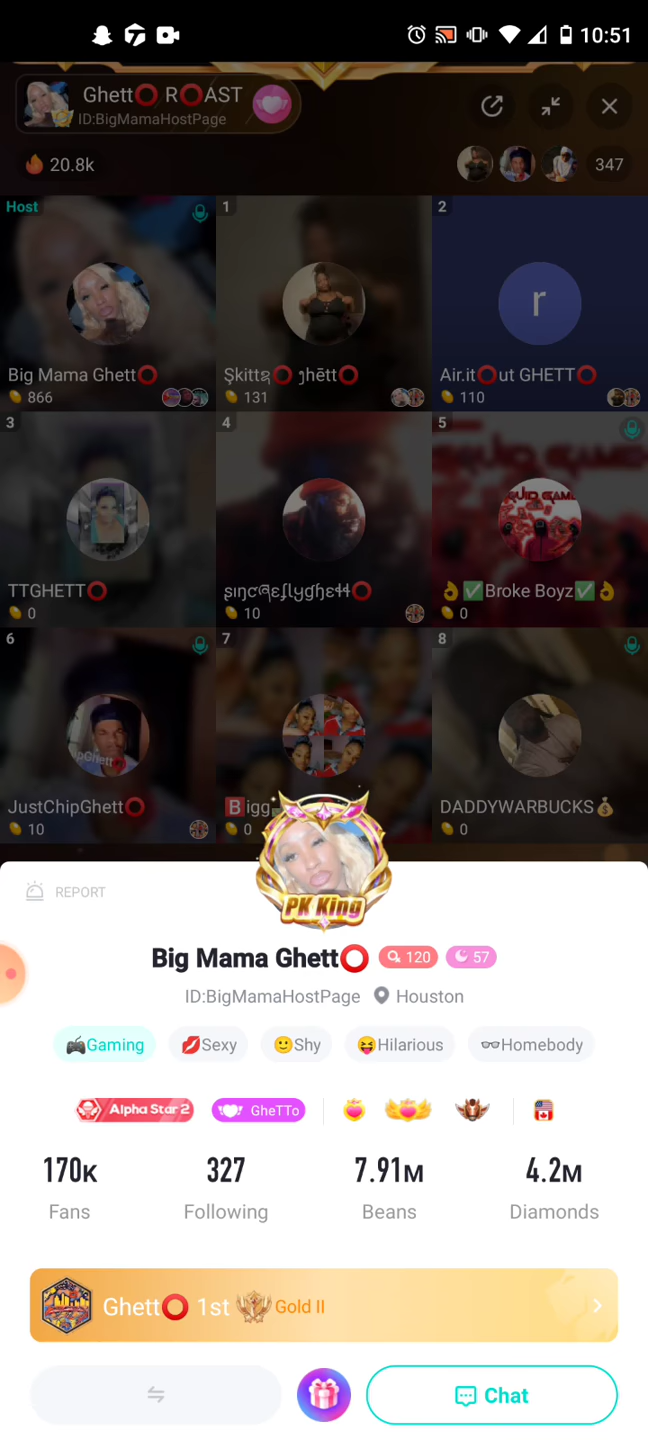 10:51
Ghett⭕ R⭕AST
ID:BigMamaHostPage
20.8k
347
Host
1
2
r
Big Mama Ghett⭕
Şkittȿ⭕ ȷhētt⭕
Air.it⭕ut GHETT⭕
866
131
110
3
4
5
TTGHETT⭕
👌✅Broke Boyz✅👌
0
10
0
6
7
8
JustChipGhett⭕
🅱igg
DADDYWARBUCKS💰
10
0
0
PK King
REPORT
Big Mama Ghett⭕ 120 57
ID:BigMamaHostPage Houston
🎮Gaming 💋Sexy 🙂Shy 😝Hilarious 👓Homebody
Alpha Star 2 GheTTo
170K 327 7.91M 4.2M
Fans Following Beans Diamonds
Ghett⭕ 1st Gold II
Chat